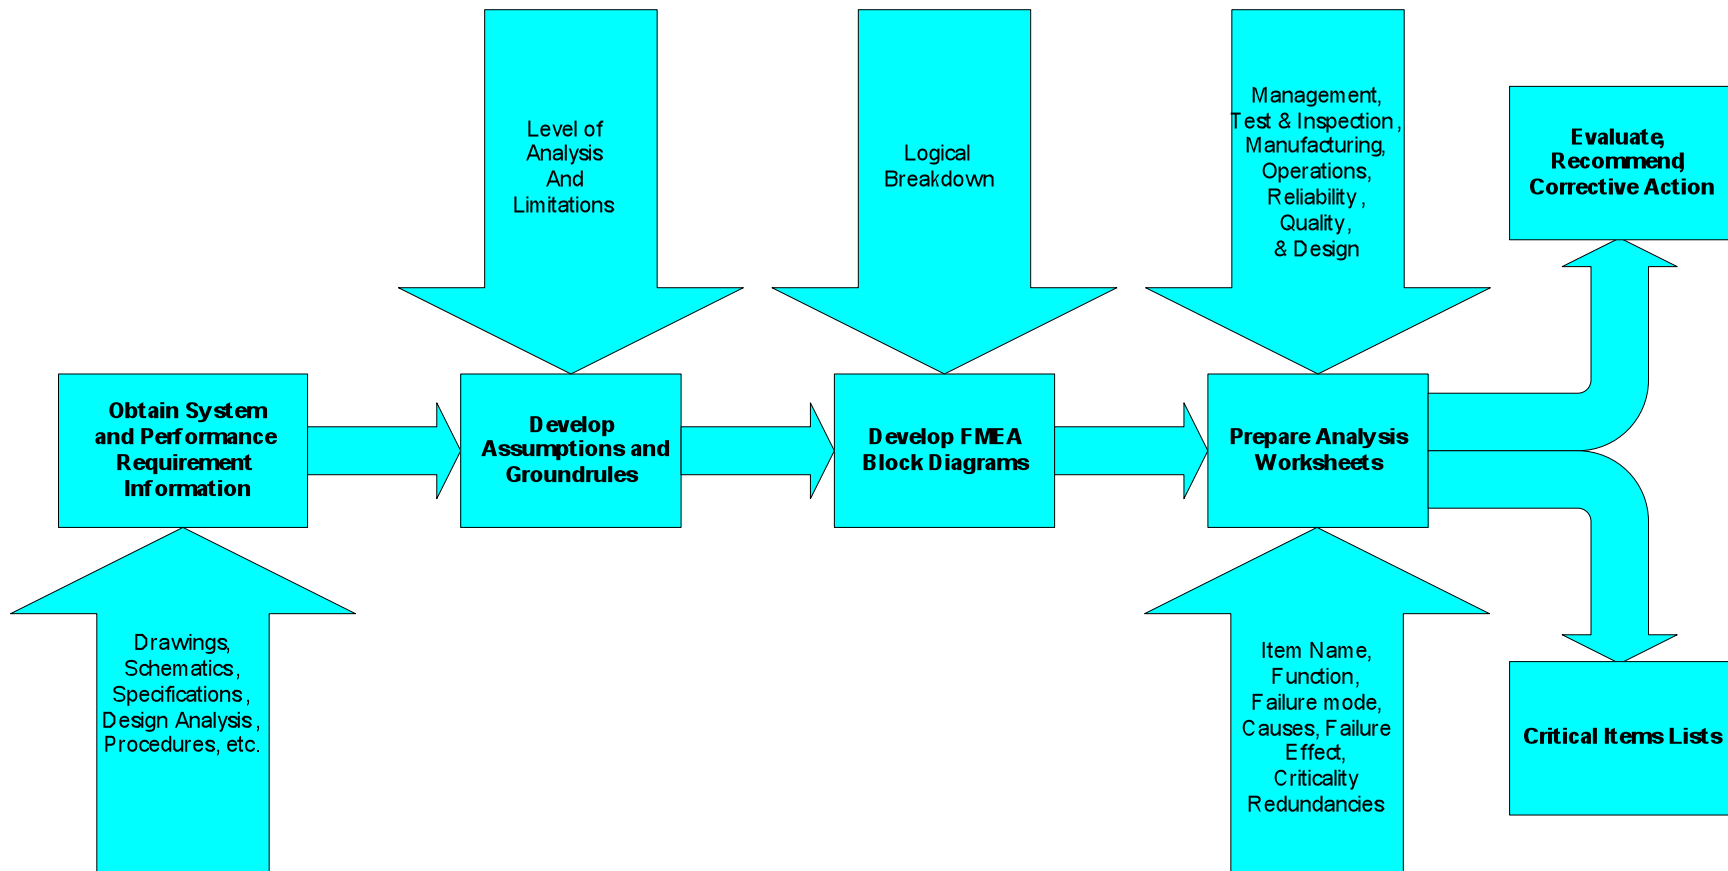 Level of
Analysis
And
Limitations
Logical
Breakdown
Management,
Test & Inspection,
Manufacturing,
Operations,
Reliability,
Quality,
& Design
Evaluate,
Recommend,
Corrective Action
Obtain System
and Performance
Requirement
Information
Develop
Assumptions and
Groundrules
Develop FMEA
Block Diagrams
Prepare Analysis
Worksheets
Drawings,
Schematics,
Specifications,
Design Analysis,
Procedures, etc.
Item Name,
Function,
Failure mode,
Causes, Failure
Effect,
Criticality
Redundancies
Critical Items Lists